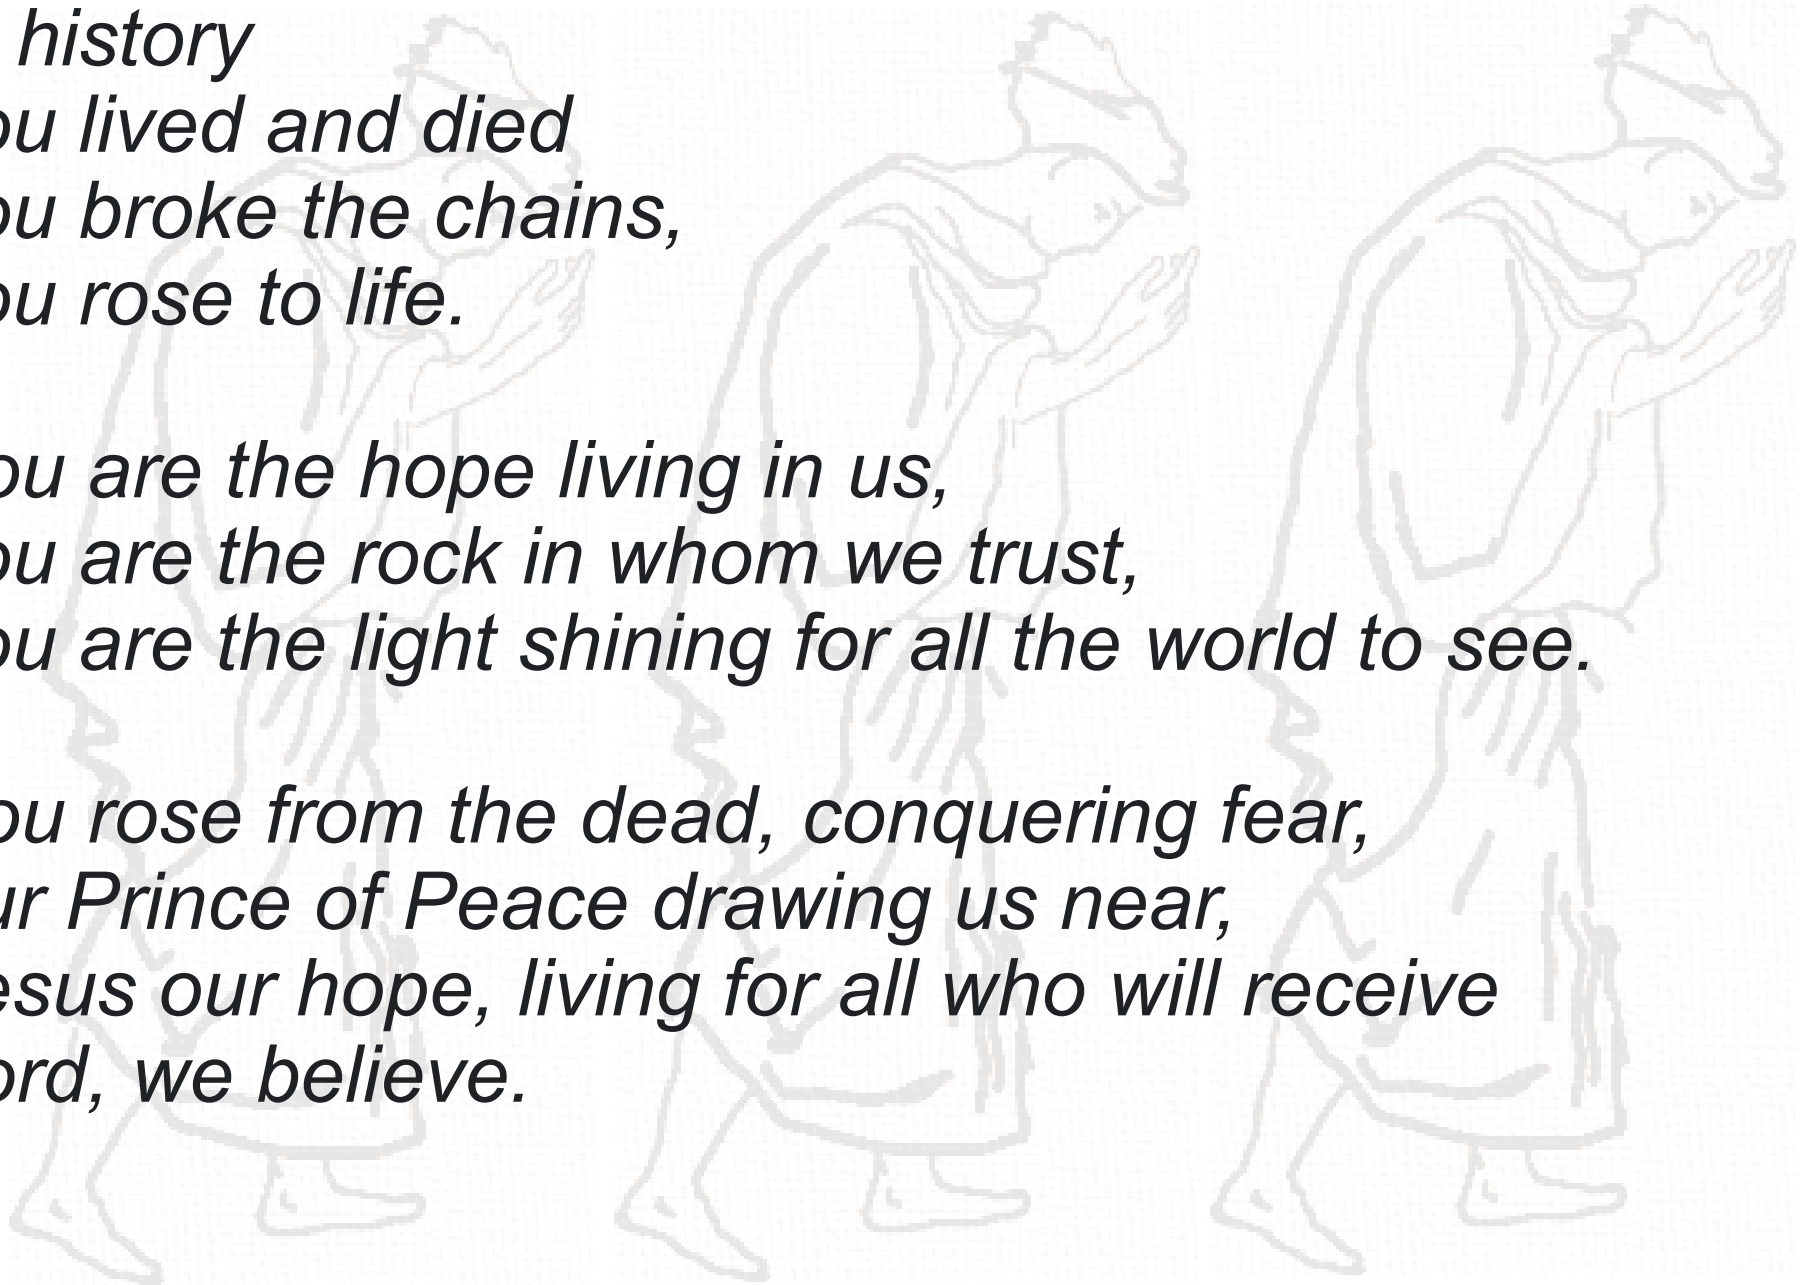 history
ou lived and died
ou broke the chains,
ou rose to life.
ou are the hope living in us,
ou are the rock in whom we trust,
ou are the light shining for all the world to see.
ou rose from the dead, conquering fear,
ur Prince of Peace drawing us near,
esus our hope, living for all who will receive
ord, we believe.